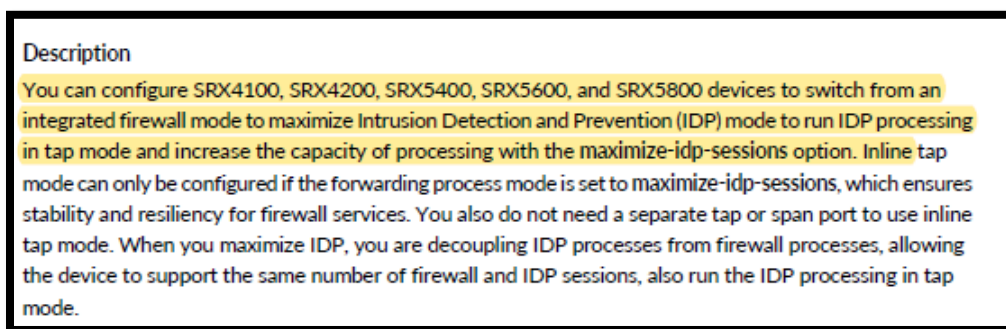 Description
You can configure SRX4100, SRX4200, SRX5400, SRX5600, and SRX5800 devices to switch from an
integrated firewall mode to maximize Intrusion Detection and Prevention (IDP) mode to run IDP processing
in tap mode and increase the capacity of processing with the maximize-idp-sessions option. Inline tap
mode can only be configured if the forwarding process mode is set to maximize-idp-sessions, which ensures
stability and resiliency for firewall services. You also do not need a separate tap or span port to use inline
tap mode. When you maximize IDP, you are decoupling IDP processes from firewall processes, allowing
the device to support the same number of firewall and IDP sessions, also run the IDP processing in tap
mode.